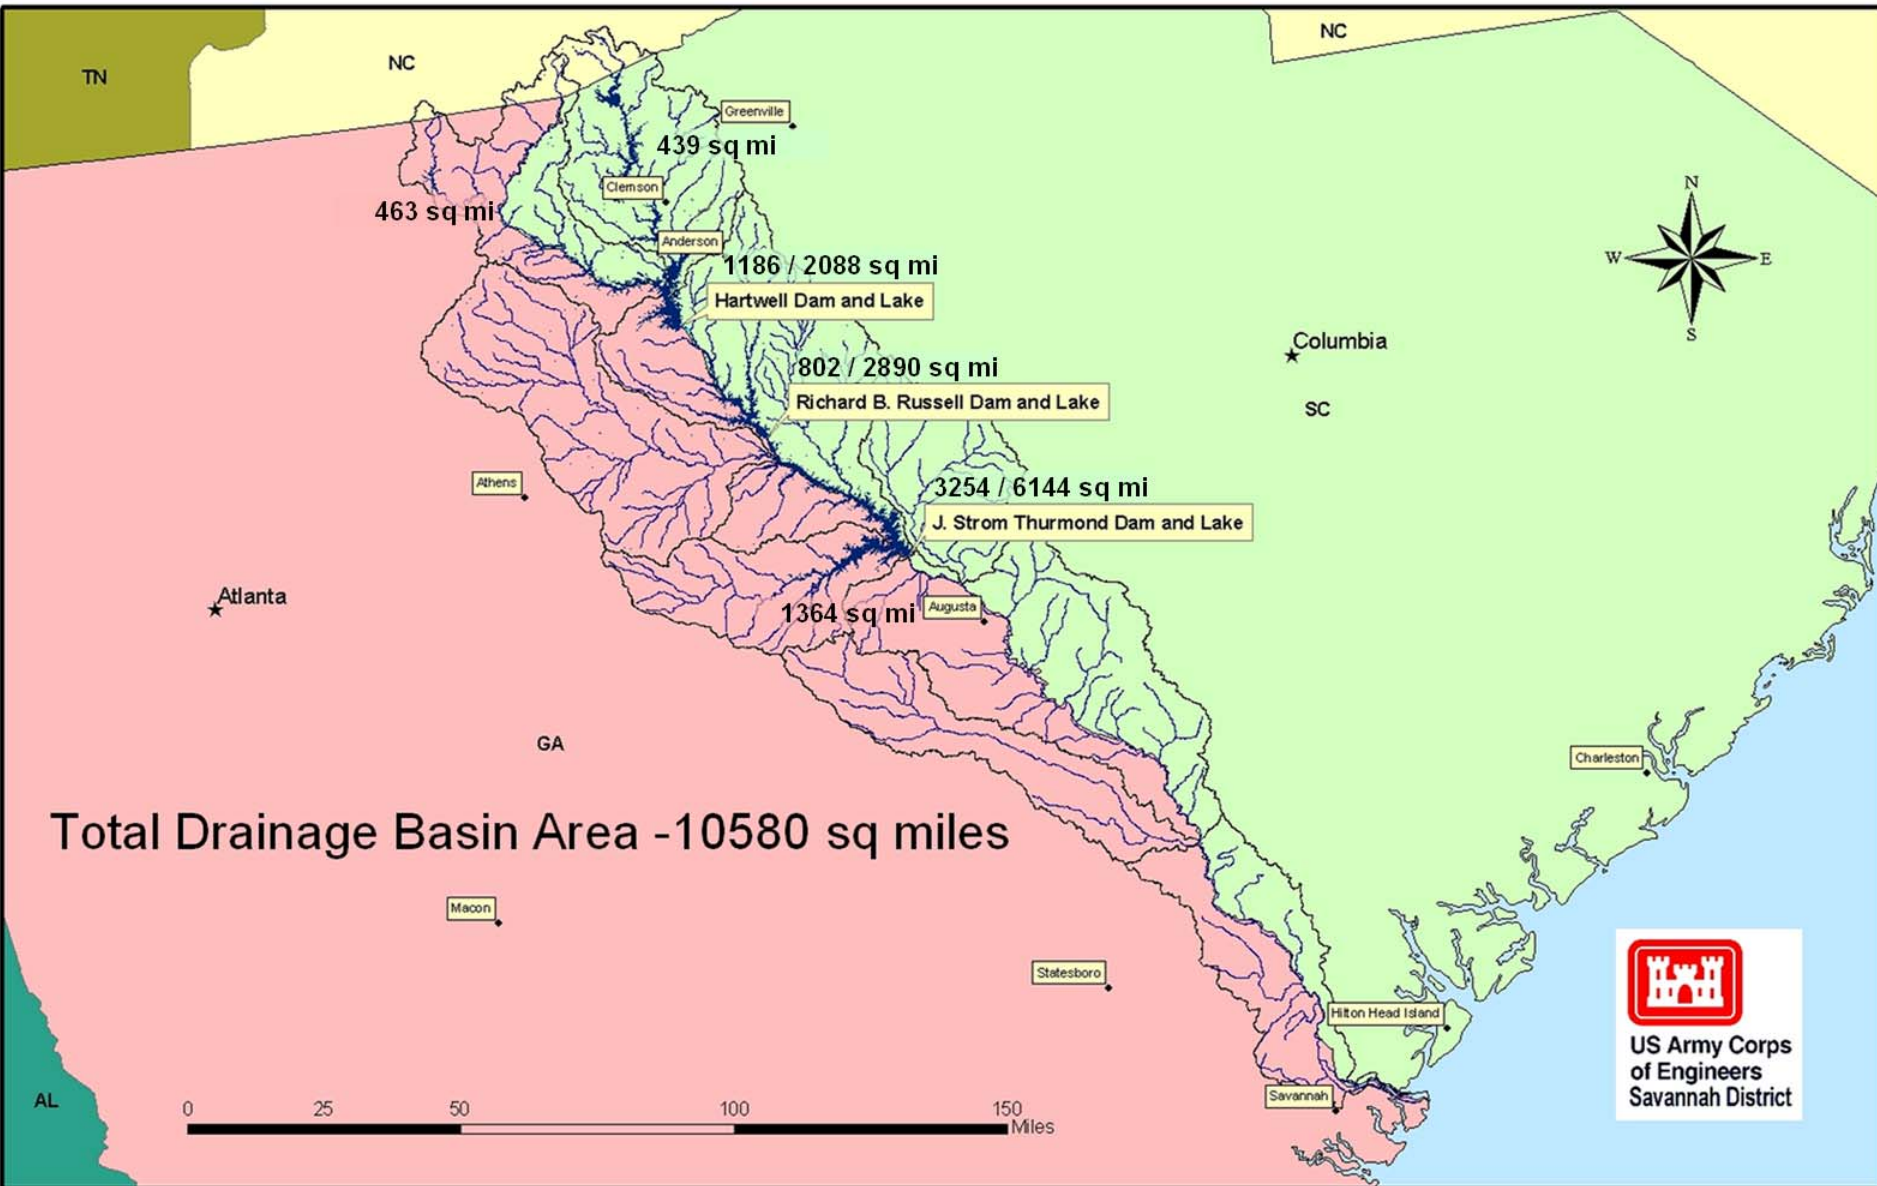 TN
NC
NC
Greenville
439 sq mi
Clemson
463 sq mi
Anderson
1186 / 2088 sq mi
Hartwell Dam and Lake
N
W
E
S
Columbia
802 / 2890 sq mi
Richard B. Russell Dam and Lake
SC
Athens
3254 / 6144 sq mi
J. Strom Thurmond Dam and Lake
Atlanta
1364 sq mi
Augusta
GA
Charleston
Total Drainage Basin Area -10580 sq miles
Macon
Statesboro
Hilton Head Island
US Army Corps
of Engineers
Savannah District
AL
Savannah
0 25 50 100 150
Miles